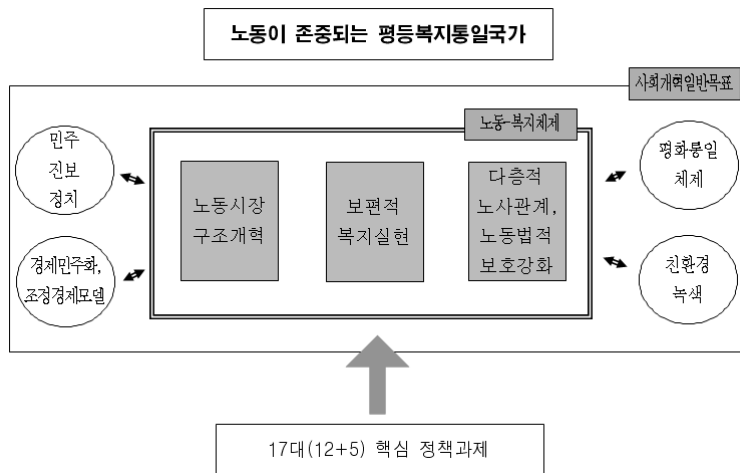 노동이 존중되는 평등복지통일국가
사회개혁일반목표
노동-복지체제
민주
진보
정치
경제민주화,
조정경제모델
노동시장
구조개혁
보편적
복지실현
다층적
노사관계,
노동법적
보호강화
평화통일
체제
친환경
녹색
17대(12+5) 핵심 정책과제